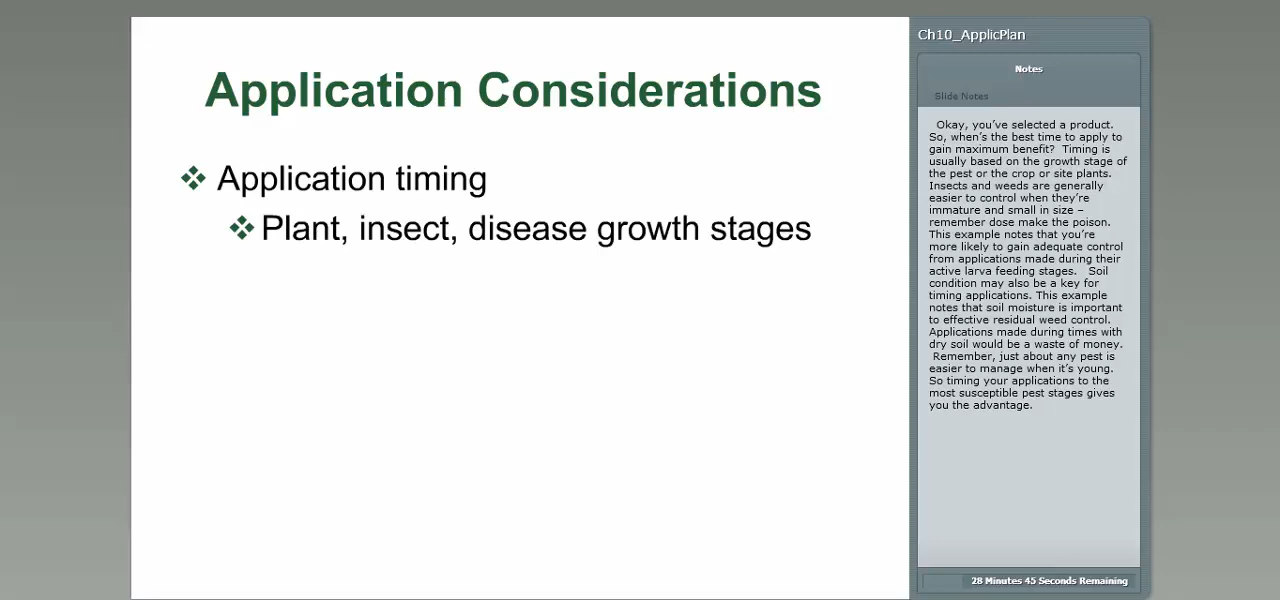 Application Considerations
Application timing
Plant, insect, disease growth stages
Ch10_ApplicPlan
Notes
Slide Notes
Okay, you’ve selected a product.
So, when’s the best time to apply to
gain maximum benefit?  Timing is
usually based on the growth stage of
the pest or the crop or site plants.
Insects and weeds are generally
easier to control when they’re
immature and small in size –
remember dose make the poison.
This example notes that you’re
more likely to gain adequate control
from applications made during their
active larva feeding stages.   Soil
condition may also be a key for
timing applications. This example
notes that soil moisture is important
to effective residual weed control.
Applications made during times with
dry soil would be a waste of money.
Remember, just about any pest is
easier to manage when it’s young.
So timing your applications to the
most susceptible pest stages gives
you the advantage.
28 Minutes 45 Seconds Remaining